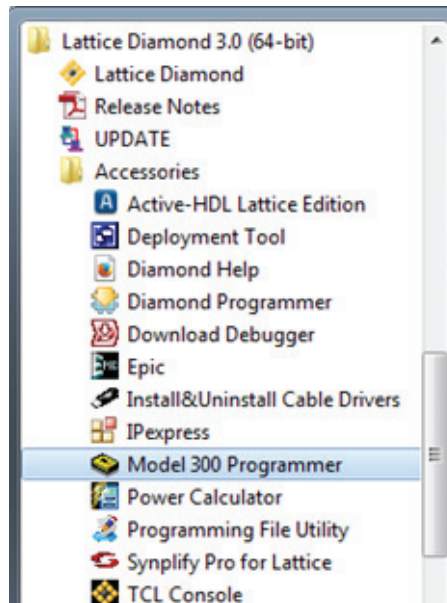 Lattice Diamond 3.0 (64-bit)
Lattice Diamond
Release Notes
UPDATE
Accessories
Active-HDL Lattice Edition
Deployment Tool
Diamond Help
Diamond Programmer
Download Debugger
Epic
Install&Uninstall Cable Drivers
IPexpress
Model 300 Programmer
Power Calculator
Programming File Utility
Synplify Pro for Lattice
TCL Console